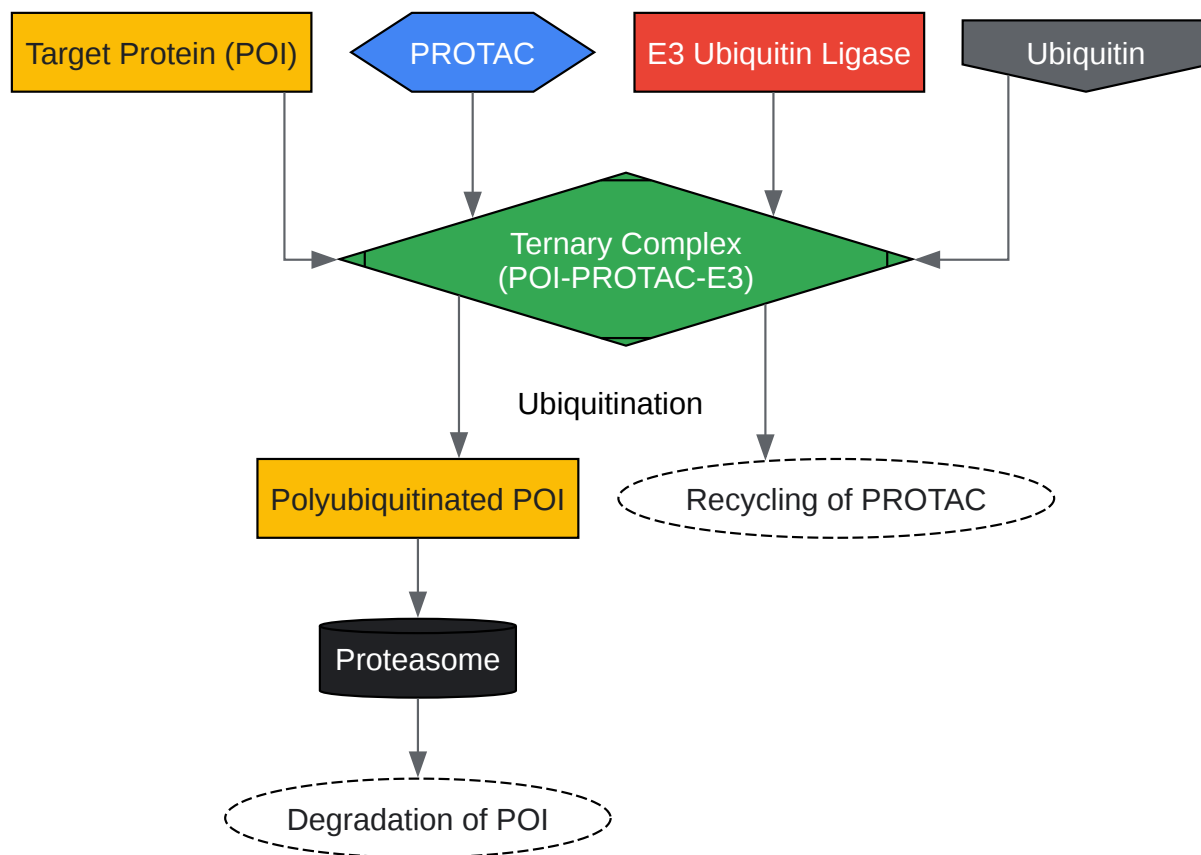 Target Protein (POI)
PROTAC
E3 Ubiquitin Ligase
Ubiquitin
Ternary Complex
(POI-PROTAC-E3)
Ubiquitination
Polyubiquitinated POI
Recycling of PROTAC
Proteasome
Degradation of POI